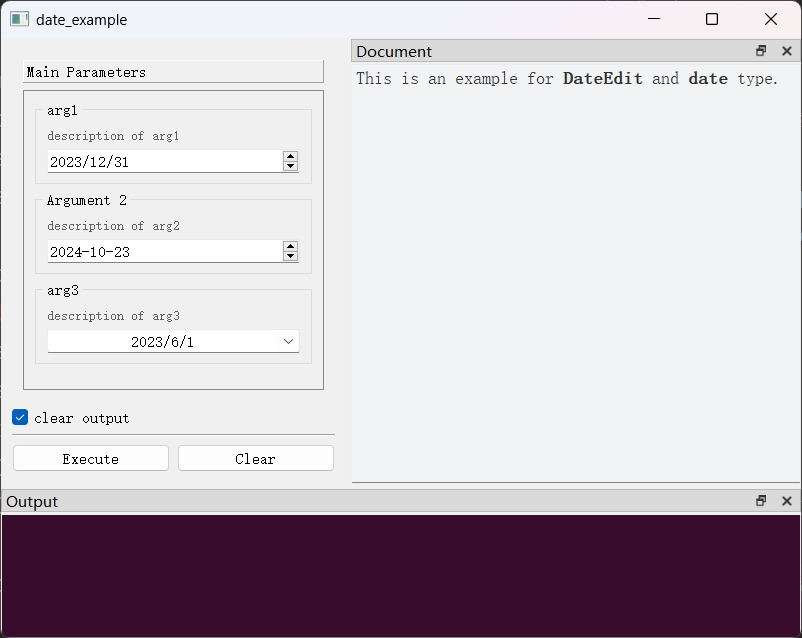 date_example
Main Parameters
arg1
description of arg1
2023/12/31
Argument 2
description of arg2
2024-10-23
arg3
description of arg3
2023/6/1
clear output
Execute
Clear
Document
This is an example for DateEdit and date type.
Output